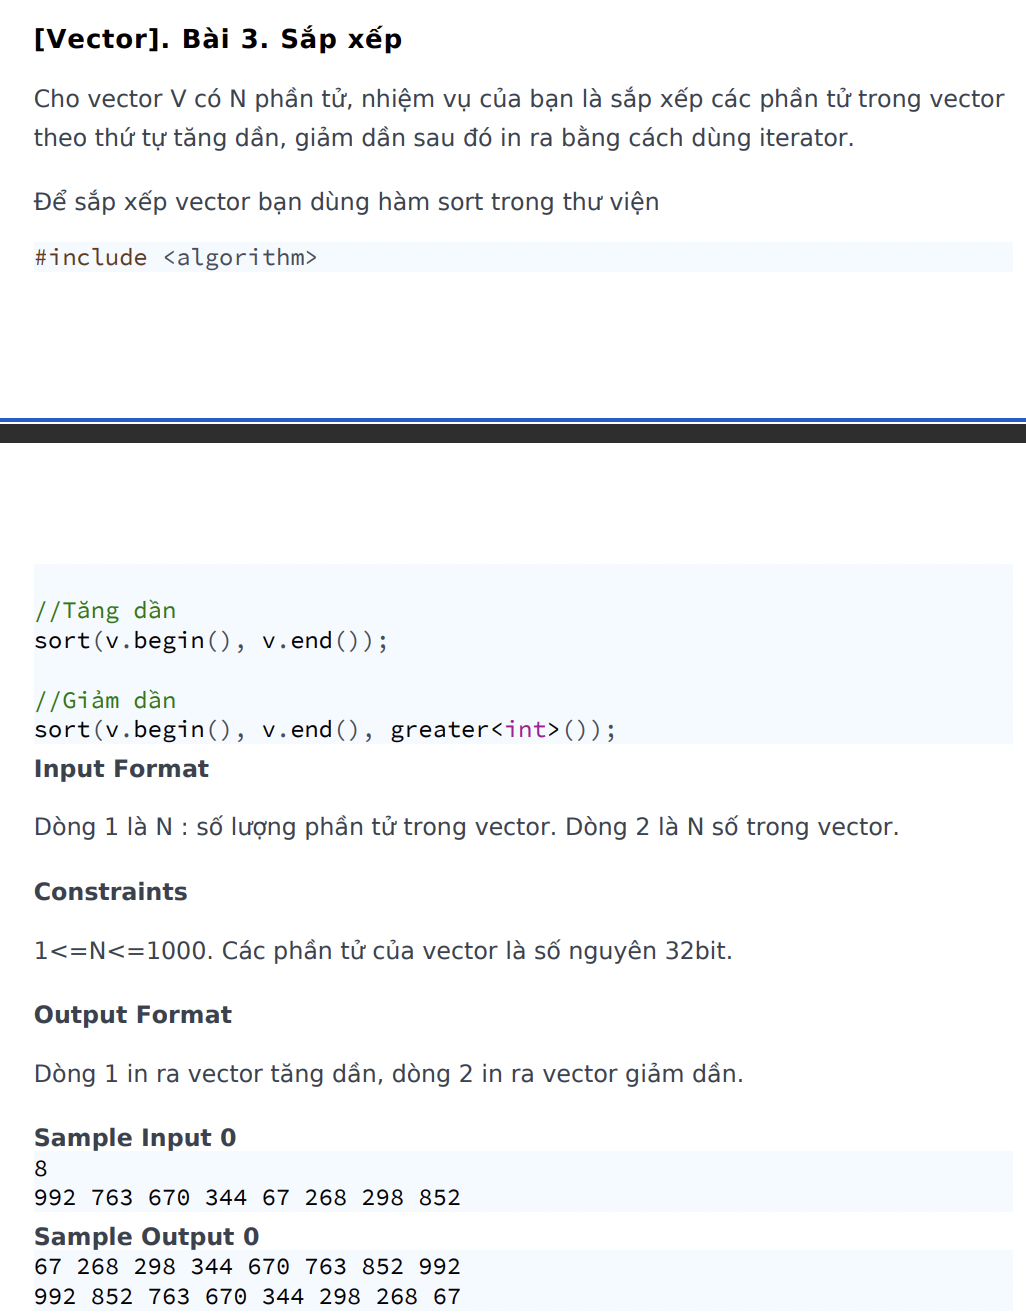 [Vector]. Bài 3. Sắp xếp
Cho vector V có N phần tử, nhiệm vụ của bạn là sắp xếp các phần tử trong vector
theo thứ tự tăng dần, giảm dần sau đó in ra bằng cách dùng iterator.
Để sắp xếp vector bạn dùng hàm sort trong thư viện
#include <algorithm>
//Tăng dần
sort(v.begin(), v.end());
//Giảm dần
sort(v.begin(), v.end(), greater<int>());
Input Format
Dòng 1 là N : số lượng phần tử trong vector. Dòng 2 là N số trong vector.
Constraints
1<=N<=1000. Các phần tử của vector là số nguyên 32bit.
Output Format
Dòng 1 in ra vector tăng dần, dòng 2 in ra vector giảm dần.
Sample Input 0
8
992 763 670 344 67 268 298 852
Sample Output 0
67 268 298 344 670 763 852 992
992 852 763 670 344 298 268 67